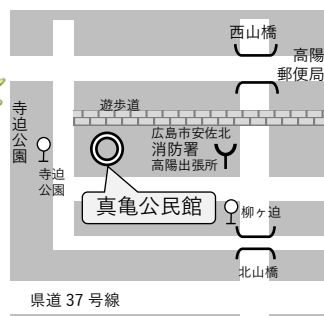 西山橋
高陽
郵便局
遊歩道
寺迫公園
広島市安佐北
消防署
高陽出張所
寺迫
公園
真亀公民館
柳ヶ迫
北山橋
県道 37 号線